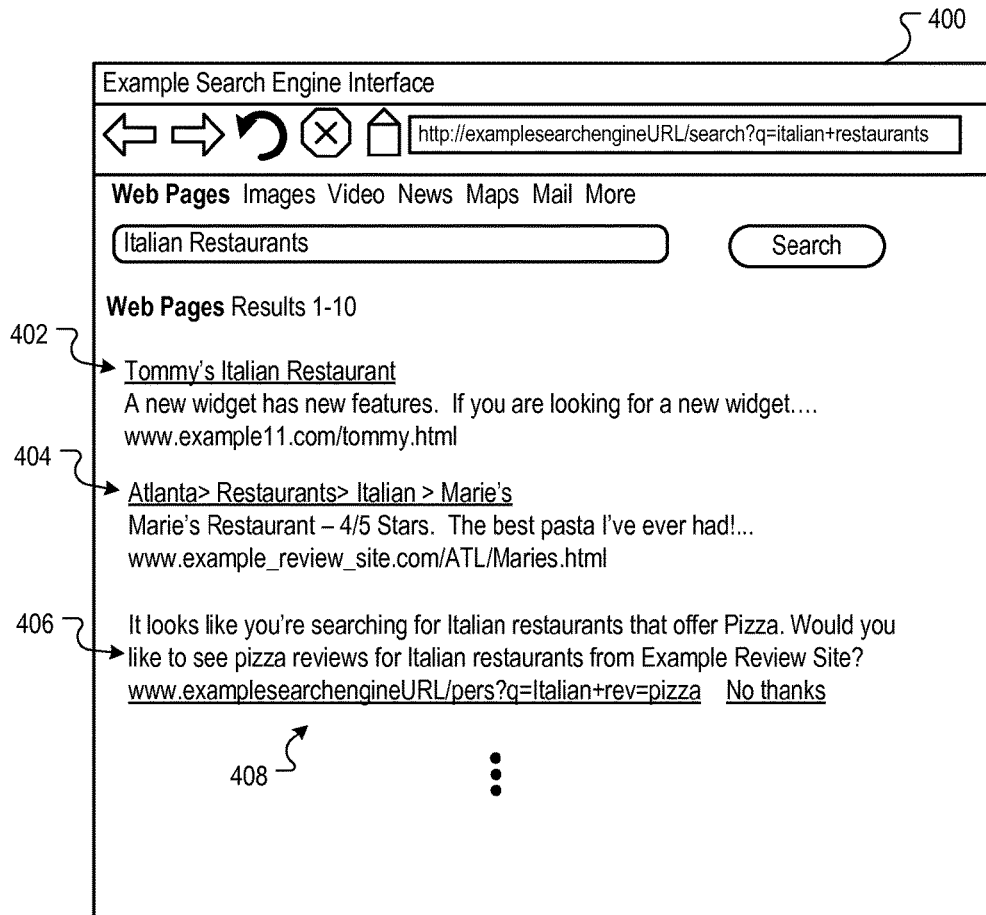 400
Example Search Engine Interface
http://examplesearchengineURL/search?q=italian+restaurants
Web Pages Images Video News Maps Mail More
Italian Restaurants
Search
Web Pages Results 1-10
402
Tommy's Italian Restaurant
A new widget has new features. If you are looking for a new widget....
www.example11.com/tommy.html
404
Atlanta> Restaurants> Italian > Marie's
Marie's Restaurant – 4/5 Stars. The best pasta I've ever had!...
www.example_review_site.com/ATL/Maries.html
406
It looks like you're searching for Italian restaurants that offer Pizza. Would you
like to see pizza reviews for Italian restaurants from Example Review Site?
www.examplesearchengineURL/pers?q=Italian+rev=pizza No thanks
408